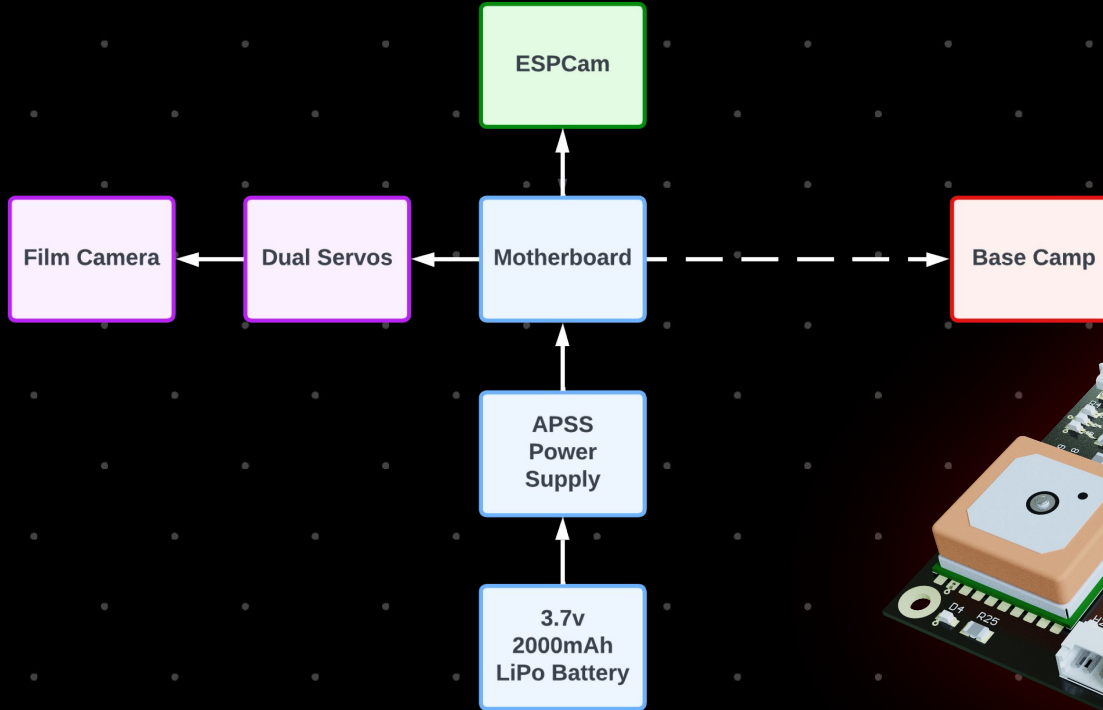 ESPCam
Film Camera
Dual Servos
Motherboard
Base Camp
APSS
Power
Supply
3.7v
2000mAh
LiPo Battery
D4
R25